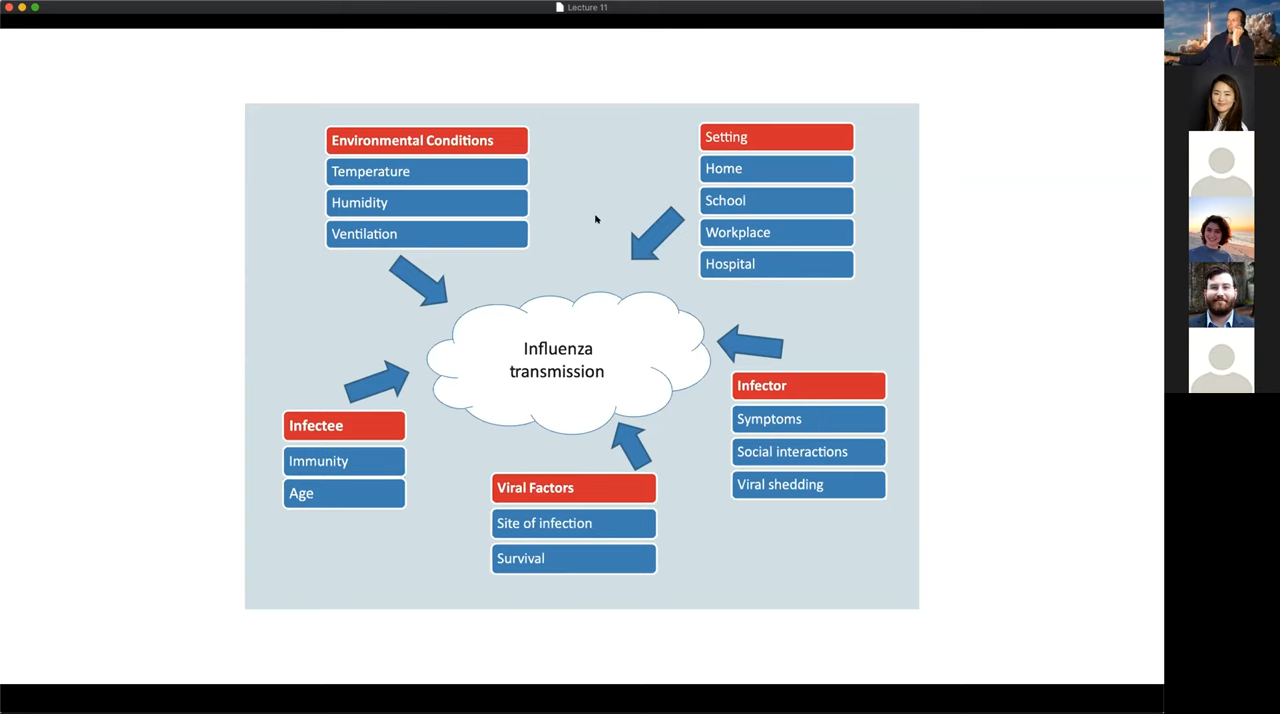 Lecture 11
Environmental Conditions
Temperature
Humidity
Ventilation
Setting
Home
School
Workplace
Hospital
Influenza
transmission
Infectee
Immunity
Age
Viral Factors
Site of infection
Survival
Infector
Symptoms
Social interactions
Viral shedding